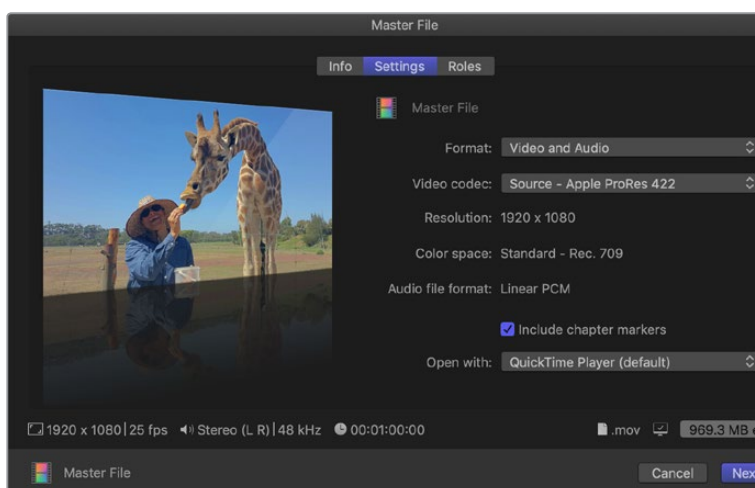 Master File
Info Settings Roles
Master File
Format: Video and Audio
Video codec: Source - Apple ProRes 422
Resolution: 1920 x 1080
Color space: Standard - Rec. 709
Audio file format: Linear PCM
Include chapter markers
Open with: QuickTime Player (default)
1920 x 1080 | 25 fps Stereo (L R) | 48 kHz 00:01:00:00 .mov 969.3 MB
Master File Cancel